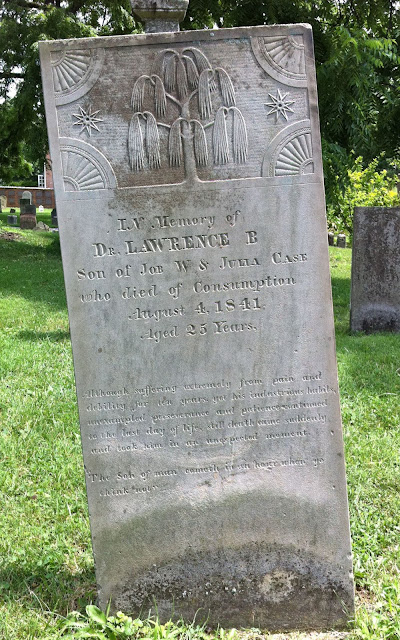 IN Memory of
DR. LAWRENCE B
Son of JOB W & JULIA CASE
who died of Consumption
August 4, 1841
Aged 25 Years.
Although suffering extremely from pain and
debility for ten years, yet his industrious habits,
unexampled perseverance and patience continued
to the last day of life, still death came suddenly
and took him in an unexpected moment.
The Son of man cometh in an hour when ye
think not.